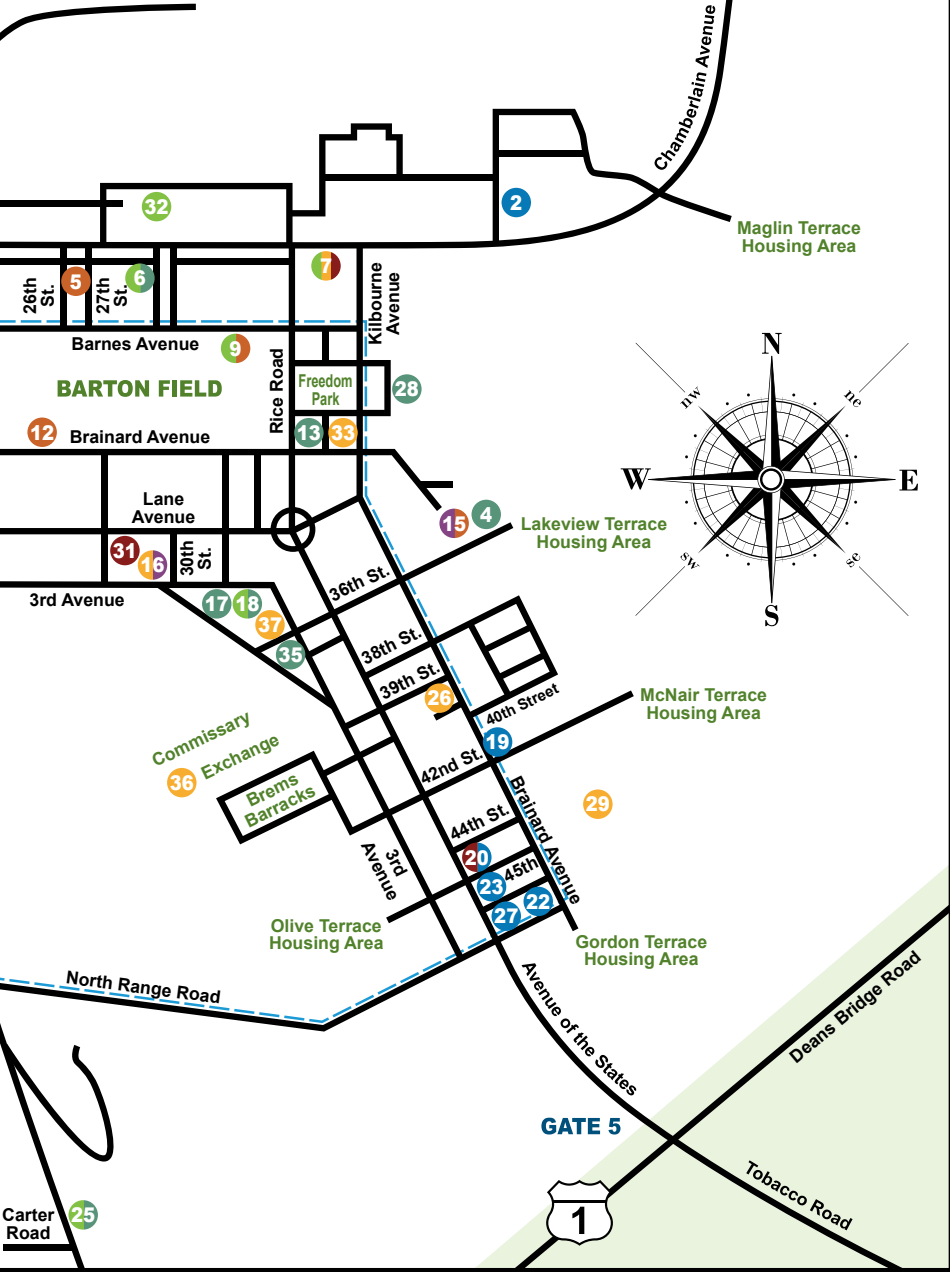 Chamberlain Avenue
32
2
Maglin Terrace
Housing Area
26th
St.
5
27th
St.
6
7
Kilbourne
Avenue
Barnes Avenue
9
Rice Road
BARTON FIELD
Freedom
Park
28
12
Brainard Avenue
13
33
N
nw
ne
W
E
sw
se
S
Lane
Avenue
15
4
Lakeview Terrace
Housing Area
31
16
30th
St.
36th St.
3rd Avenue
17
18
37
35
38th St.
39th St.
26
40th Street
McNair Terrace
Housing Area
19
Commissary
Exchange
36
Brems
Barracks
42nd St.
29
Brainard Avenue
44th St.
3rd
Avenue
20
45th
23
22
27
Olive Terrace
Housing Area
Gordon Terrace
Housing Area
North Range Road
Avenue of the States
Deans Bridge Road
GATE 5
Tobacco Road
1
Carter
Road
25